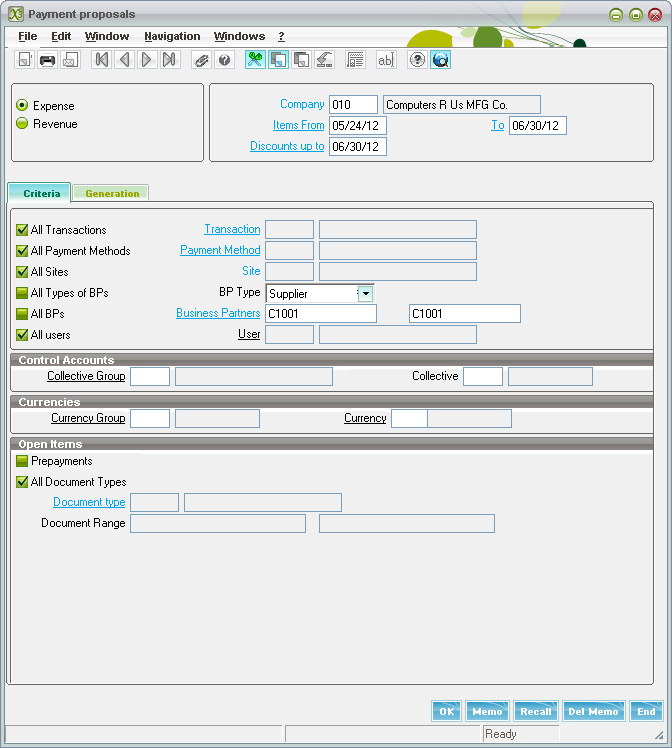 X3 Payment proposals
File Edit Window Navigation Windows ?
ab
Expense
Revenue
Company 010 Computers R Us MFG Co.
Items From 05/24/12 To 06/30/12
Discounts up to 06/30/12
Criteria Generation
All Transactions Transaction
All Payment Methods Payment Method
All Sites Site
All Types of BPs BP Type Supplier
All BPs Business Partners C1001 C1001
All users User
Control Accounts
Collective Group Collective
Currencies
Currency Group Currency
Open Items
Prepayments
All Document Types
Document type
Document Range
OK Memo Recall Del Memo End
Ready